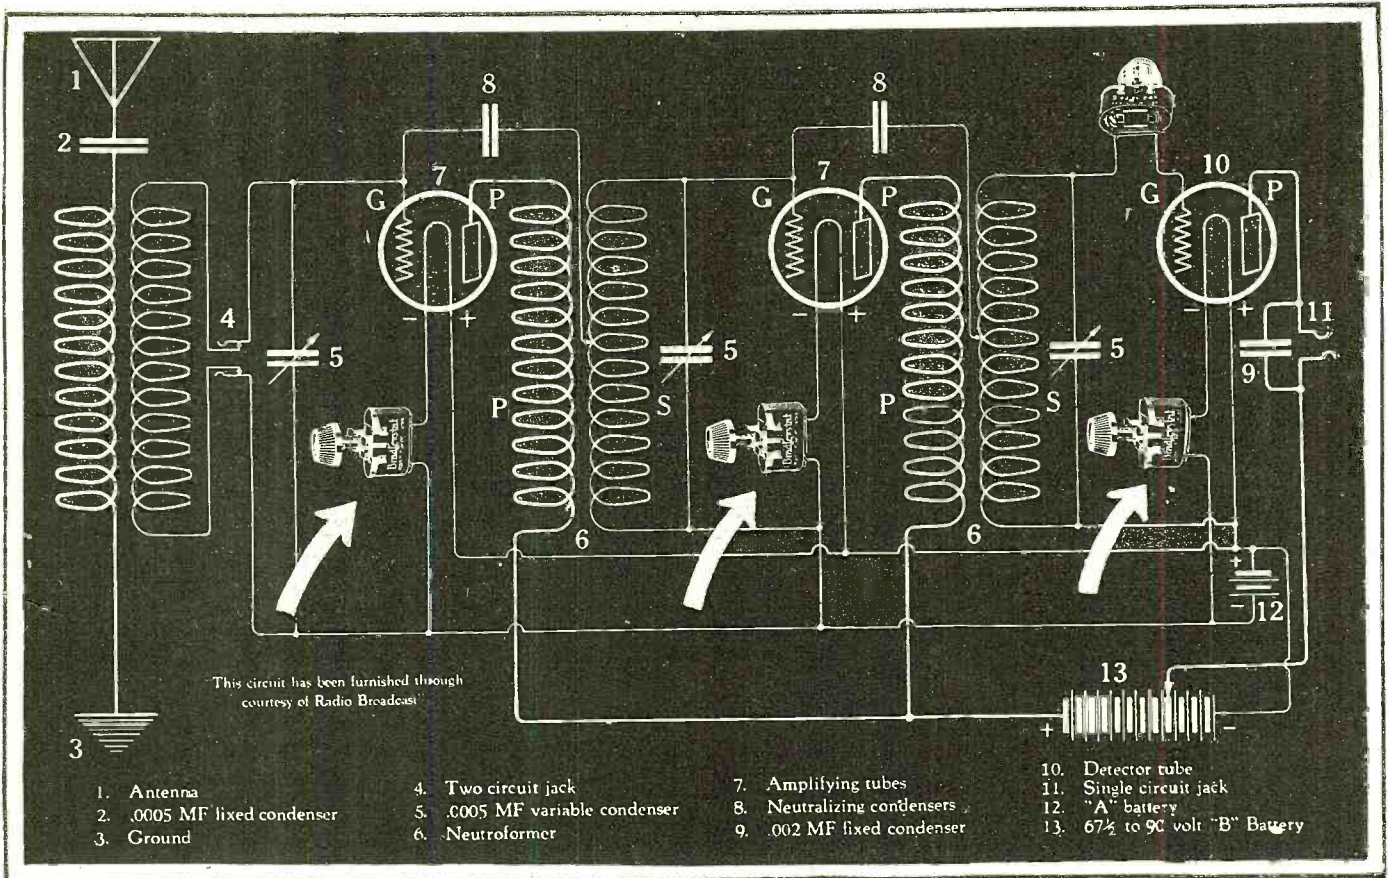 1
2
3
4
5
5
5
6
6
7
7
8
8
9
10
11
12
13
G
P
G
P
G
P
- +
- +
- +
P
S
P
S
Bradleystat
Bradleystat
Bradleystat
+
-
+
-
"This circuit has been furnished through
courtesy of Radio Broadcast"
1. Antenna
2. .0005 MF fixed condenser
3. Ground
4. Two circuit jack
5. .0005 MF variable condenser
6. Neutroformer
7. Amplifying tubes
8. Neutralizing condensers
9. .002 MF fixed condenser
10. Detector tube
11. Single circuit jack
12. "A" battery
13. 67½ to 90 volt "B" Battery